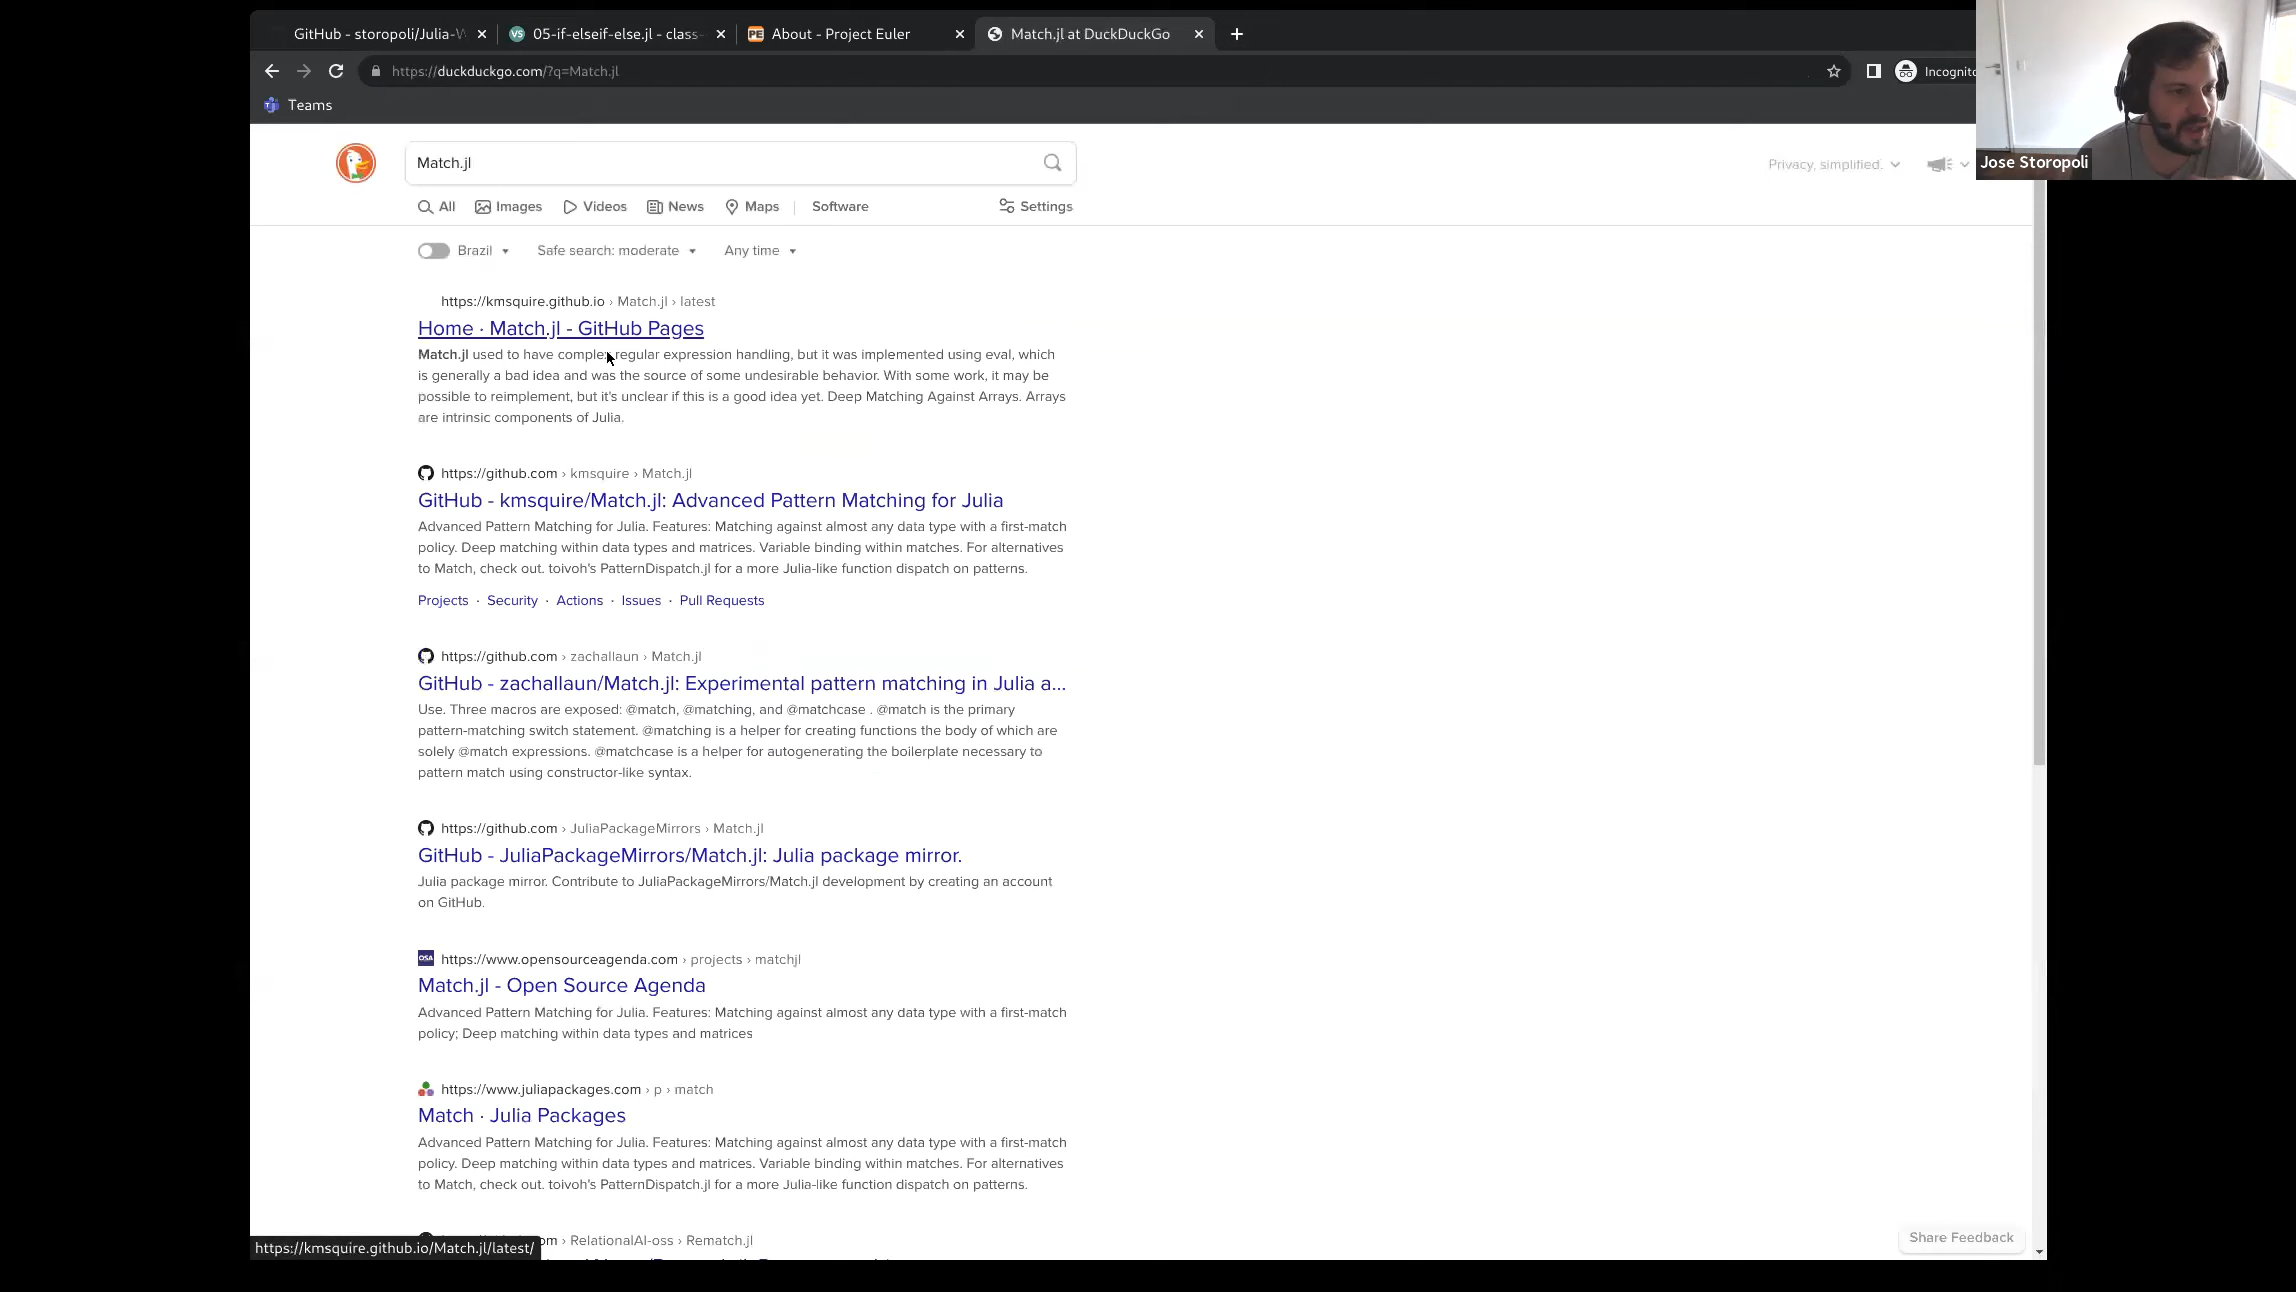 GitHub - storopoli/Julia-W
05-if-elseif-else.jl - class-
About - Project Euler
Match.jl at DuckDuckGo
https://duckduckgo.com/?q=Match.jl
Incognito
Teams
Match.jl
Privacy, simplified.
Jose Storopoli
All
Images
Videos
News
Maps
Software
Settings
Brazil
Safe search: moderate
Any time
https://kmsquire.github.io › Match.jl › latest
Home · Match.jl - GitHub Pages
Match.jl used to have complex regular expression handling, but it was implemented using eval, which
is generally a bad idea and was the source of some undesirable behavior. With some work, it may be
possible to reimplement, but it's unclear if this is a good idea yet. Deep Matching Against Arrays. Arrays
are intrinsic components of Julia.
https://github.com › kmsquire › Match.jl
GitHub - kmsquire/Match.jl: Advanced Pattern Matching for Julia
Advanced Pattern Matching for Julia. Features: Matching against almost any data type with a first-match
policy. Deep matching within data types and matrices. Variable binding within matches. For alternatives
to Match, check out. toivoh's PatternDispatch.jl for a more Julia-like function dispatch on patterns.
Projects · Security · Actions · Issues · Pull Requests
https://github.com › zachallaun › Match.jl
GitHub - zachallaun/Match.jl: Experimental pattern matching in Julia a...
Use. Three macros are exposed: @match, @matching, and @matchcase . @match is the primary
pattern-matching switch statement. @matching is a helper for creating functions the body of which are
solely @match expressions. @matchcase is a helper for autogenerating the boilerplate necessary to
pattern match using constructor-like syntax.
https://github.com › JuliaPackageMirrors › Match.jl
GitHub - JuliaPackageMirrors/Match.jl: Julia package mirror.
Julia package mirror. Contribute to JuliaPackageMirrors/Match.jl development by creating an account
on GitHub.
https://www.opensourceagenda.com › projects › matchjl
Match.jl - Open Source Agenda
Advanced Pattern Matching for Julia. Features: Matching against almost any data type with a first-match
policy; Deep matching within data types and matrices
https://www.juliapackages.com › p › match
Match · Julia Packages
Advanced Pattern Matching for Julia. Features: Matching against almost any data type with a first-match
policy. Deep matching within data types and matrices. Variable binding within matches. For alternatives
to Match, check out. toivoh's PatternDispatch.jl for a more Julia-like function dispatch on patterns.
om › RelationalAI-oss › Rematch.jl
https://kmsquire.github.io/Match.jl/latest/
Share Feedback